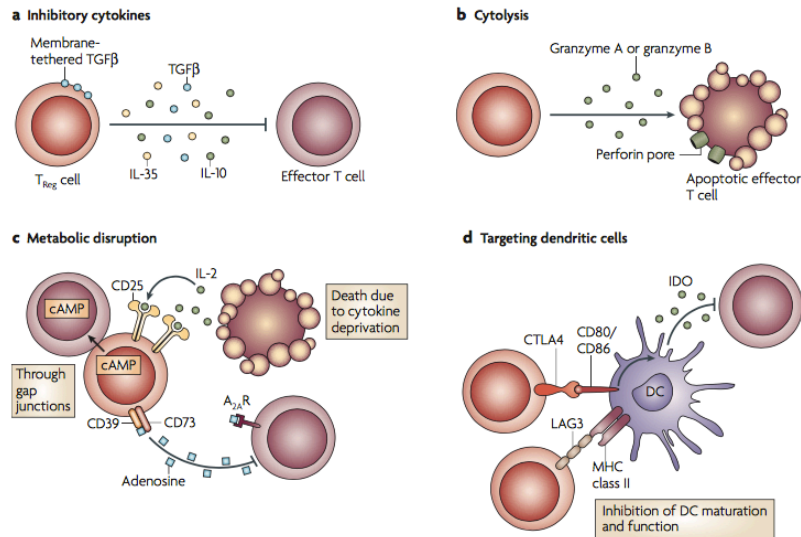 a Inhibitory cytokines
Membrane-
tethered TGFβ
TGFβ
IL-35
IL-10
TReg cell
Effector T cell
b Cytolysis
Granzyme A or granzyme B
Perforin pore
Apoptotic effector
T cell
c Metabolic disruption
CD25
IL-2
cAMP
cAMP
Death due
to cytokine
deprivation
Through
gap
junctions
CD39
CD73
A2AR
Adenosine
d Targeting dendritic cells
IDO
CTLA4
CD80/
CD86
DC
LAG3
MHC
class II
Inhibition of DC maturation
and function